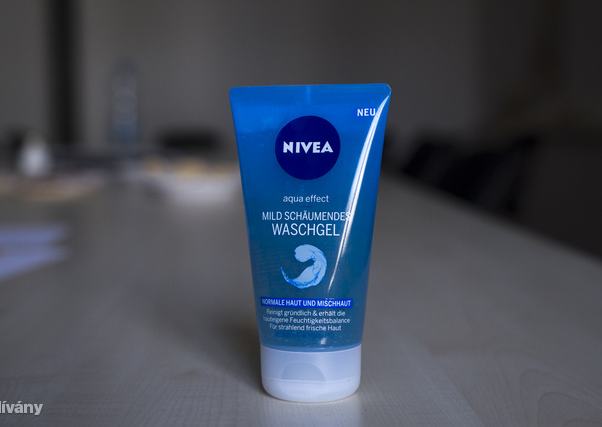 NEU
NIVEA
aqua effect
MILD SCHÄUMENDES
WASCHGEL
NORMALE HAUT UND MISCHHAUT
Reinigt gründlich & erhält die
hauteigene Feuchtigkeitsbalance
Für strahlend frische Haut
dívány